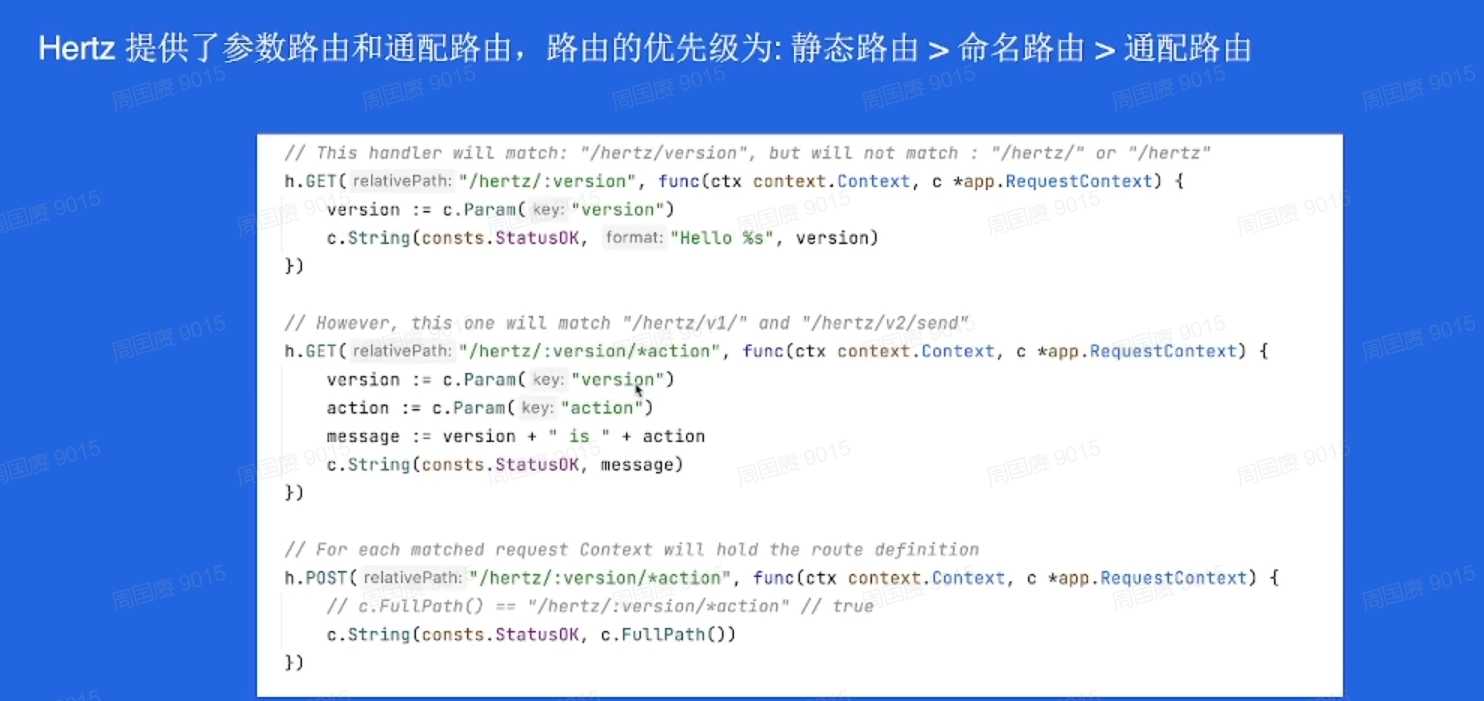 Hertz 提供了参数路由和通配路由，路由的优先级为: 静态路由 > 命名路由 > 通配路由
// This handler will match: "/hertz/version", but will not match : "/hertz/" or "/hertz"
h.GET( relativePath: "/hertz/:version", func(ctx context.Context, c *app.RequestContext) {
version := c.Param( key: "version")
c.String(consts.StatusOK, format: "Hello %s", version)
})
// However, this one will match "/hertz/v1/" and "/hertz/v2/send"
h.GET( relativePath: "/hertz/:version/*action", func(ctx context.Context, c *app.RequestContext) {
version := c.Param( key: "version")
action := c.Param( key: "action")
message := version + " is " + action
c.String(consts.StatusOK, message)
})
// For each matched request Context will hold the route definition
h.POST( relativePath: "/hertz/:version/*action", func(ctx context.Context, c *app.RequestContext) {
// c.FullPath() == "/hertz/:version/*action" // true
c.String(consts.StatusOK, c.FullPath())
})
周国赓 9015